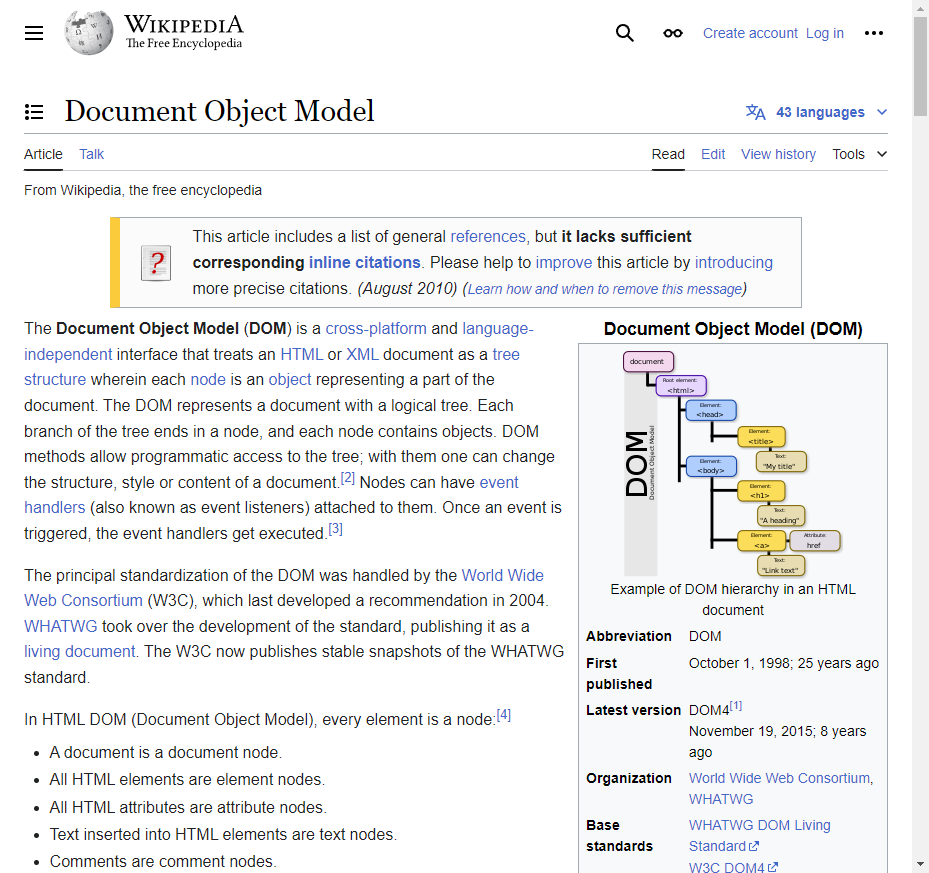 WIKIPEDIA
The Free Encyclopedia
Create account Log in
Document Object Model
43 languages
Article Talk
Read Edit View history Tools
From Wikipedia, the free encyclopedia
This article includes a list of general references, but it lacks sufficient
corresponding inline citations. Please help to improve this article by introducing
more precise citations. (August 2010) (Learn how and when to remove this message)
The Document Object Model (DOM) is a cross-platform and language-
independent interface that treats an HTML or XML document as a tree
structure wherein each node is an object representing a part of the
document. The DOM represents a document with a logical tree. Each
branch of the tree ends in a node, and each node contains objects. DOM
methods allow programmatic access to the tree; with them one can change
the structure, style or content of a document.[2] Nodes can have event
handlers (also known as event listeners) attached to them. Once an event is
triggered, the event handlers get executed.[3]
The principal standardization of the DOM was handled by the World Wide
Web Consortium (W3C), which last developed a recommendation in 2004.
WHATWG took over the development of the standard, publishing it as a
living document. The W3C now publishes stable snapshots of the WHATWG
standard.
In HTML DOM (Document Object Model), every element is a node:[4]
• A document is a document node.
• All HTML elements are element nodes.
• All HTML attributes are attribute nodes.
• Text inserted into HTML elements are text nodes.
• Comments are comment nodes.
Document Object Model (DOM)
document
Root element:
<html>
Element:
<head>
Element:
<title>
Text:
"My title"
Element:
<body>
Element:
<h1>
Text:
"A heading"
Element:
<a>
Attribute:
href
Text:
"Link text"
DOM
Document Object Model
Example of DOM hierarchy in an HTML
document
Abbreviation DOM
First October 1, 1998; 25 years ago
published
Latest version DOM4[1]
November 19, 2015; 8 years
ago
Organization World Wide Web Consortium,
WHATWG
Base WHATWG DOM Living
standards Standard
W3C DOM4